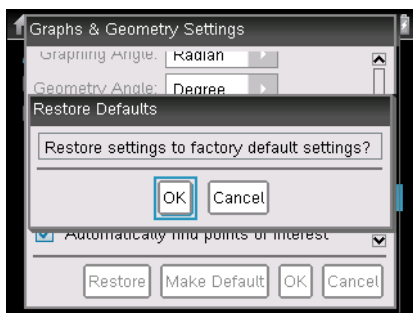 Graphs & Geometry Settings
Graphing Angle: Radian
Geometry Angle: Degree
Restore Defaults
Restore settings to factory default settings?
OK Cancel
Automatically find points of interest
Restore Make Default OK Cancel